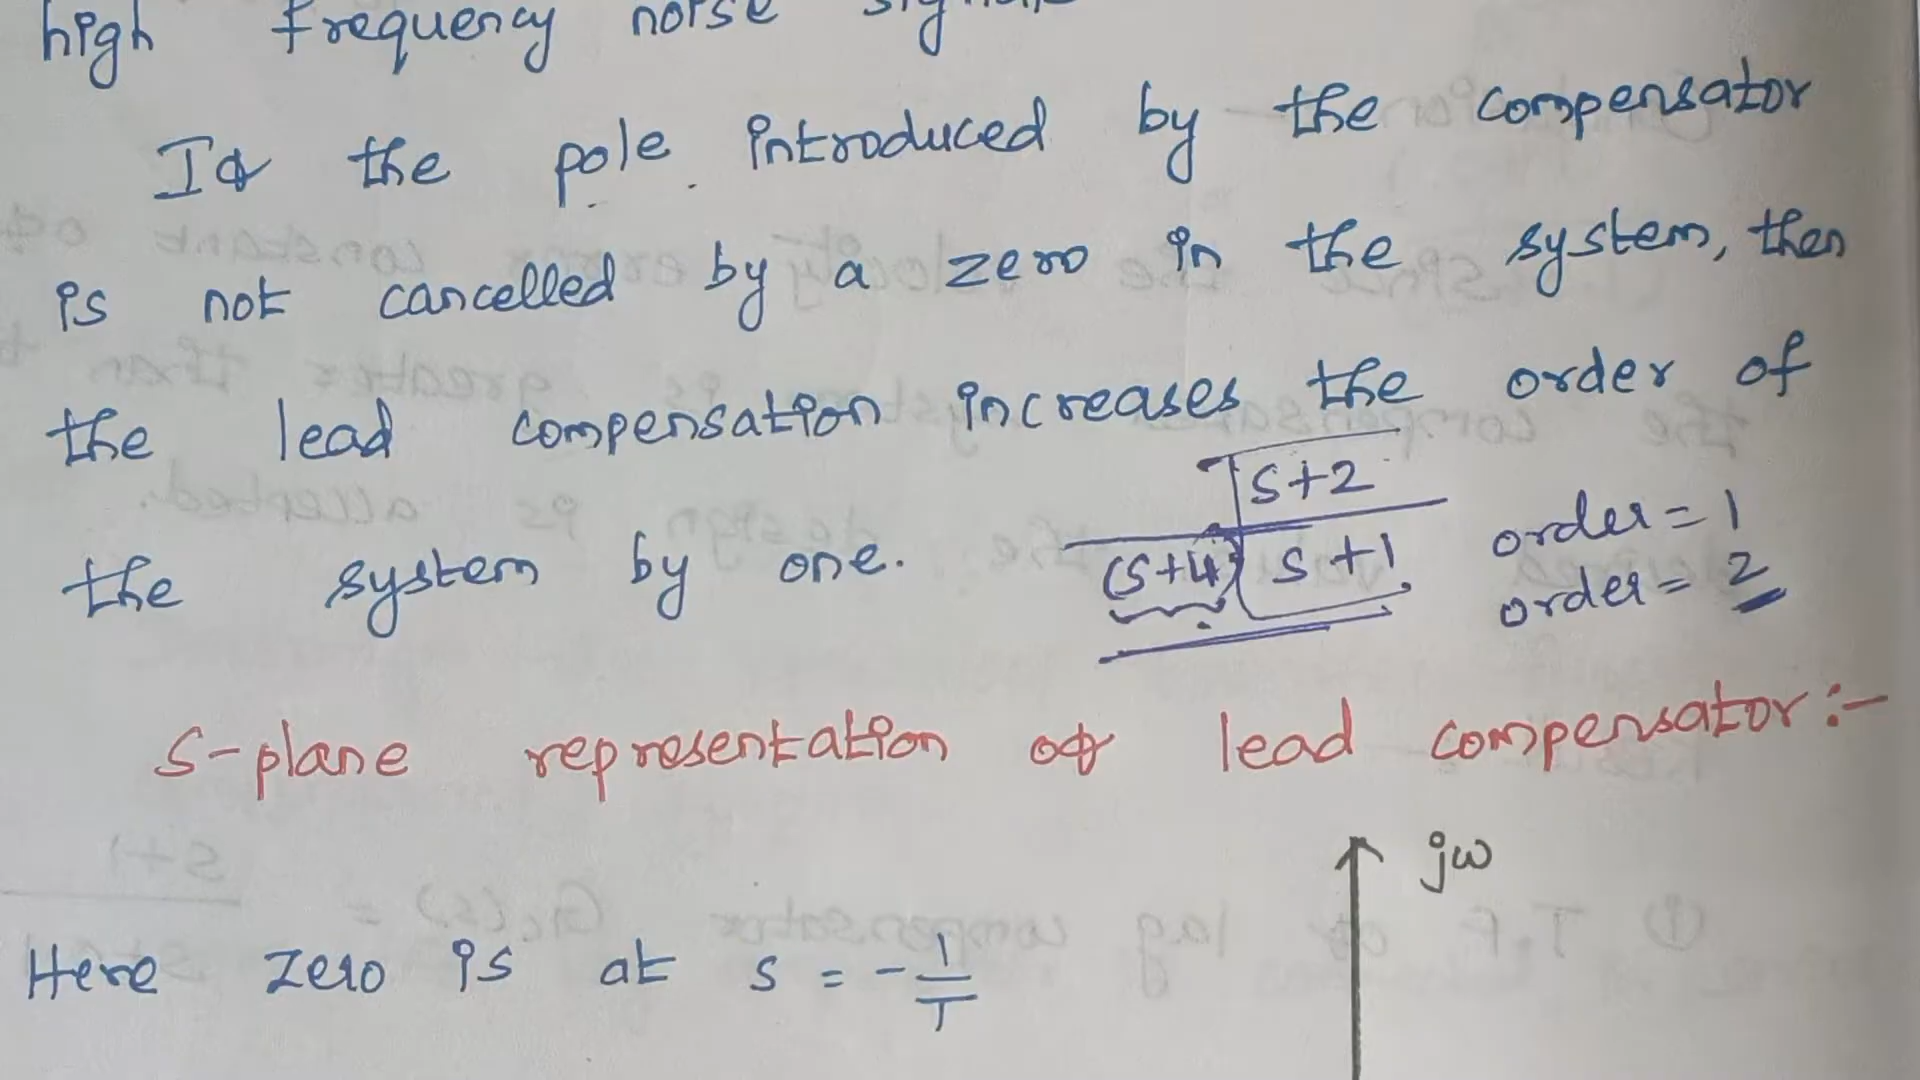 high frequency noise signals
If the pole introduced by the compensator
is not cancelled by a zero in the system, then
the lead compensation increases the order of
the system by one.
s+2
(s+4) s+1
order = 1
order = 2
S-plane representation of lead compensator :-
jω
Here zero is at s = -1/T